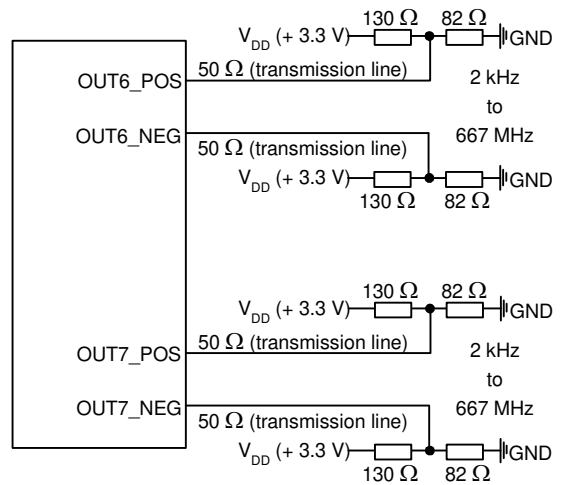 130 Ω 82 Ω
V_DD (+ 3.3 V) GND
50 Ω (transmission line)
OUT6_POS
2 kHz
to
667 MHz
OUT6_NEG
50 Ω (transmission line)
V_DD (+ 3.3 V) GND
130 Ω 82 Ω
130 Ω 82 Ω
V_DD (+ 3.3 V) GND
50 Ω (transmission line)
OUT7_POS
2 kHz
to
667 MHz
OUT7_NEG
50 Ω (transmission line)
V_DD (+ 3.3 V) GND
130 Ω 82 Ω